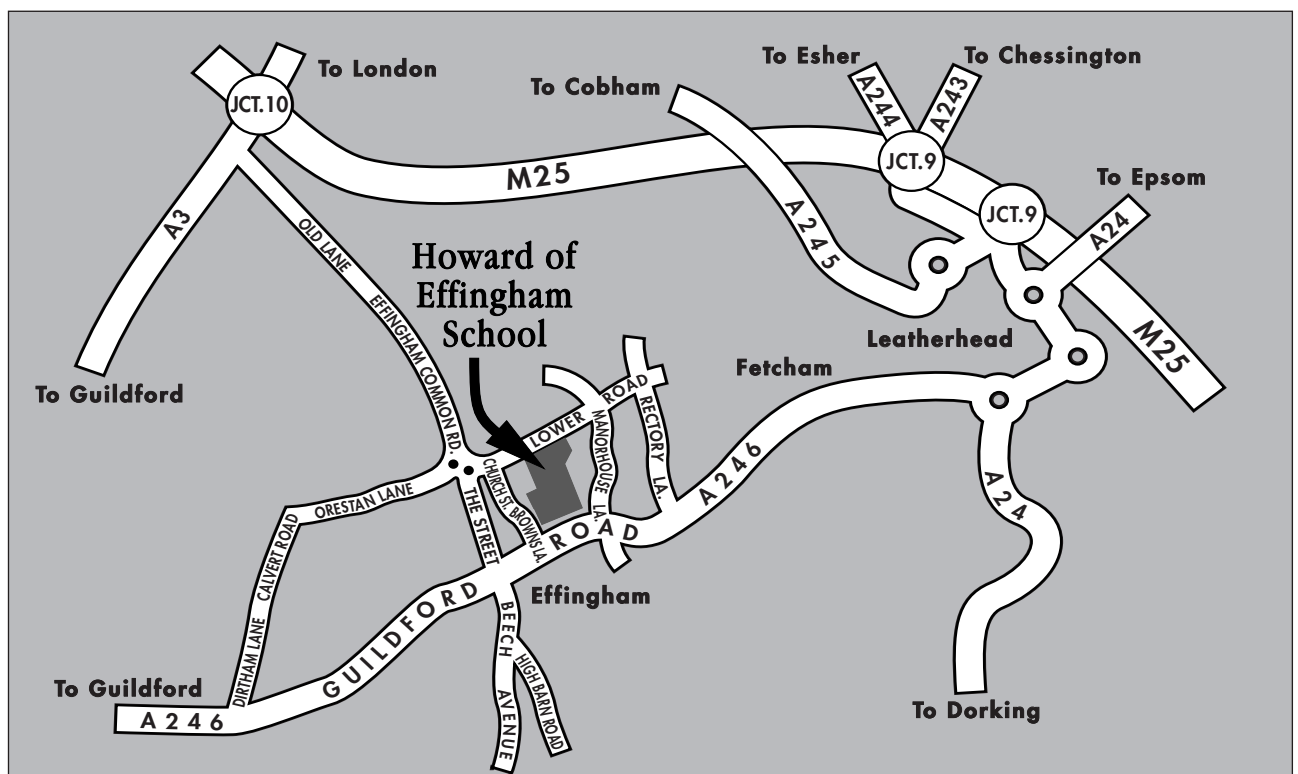 To London
JCT.10
To Esher
To Chessington
To Cobham
A244
A243
JCT.9
M25
To Epsom
JCT.9
A24
A3
OLD LANE
A245
Howard of
Effingham
School
EFFINGHAM COMMON RD.
Leatherhead
M25
Fetcham
To Guildford
LOWER ROAD
RECTORY LA.
MANORHOUSE LA.
A246
CHURCH ST.
BROWNS LA.
THE STREET
ORESTAN LANE
CALVERT ROAD
A24
GUILDFORD ROAD
Effingham
DIRTHAM LANE
BEECH AVENUE
HIGH BARN ROAD
To Guildford
A246
To Dorking